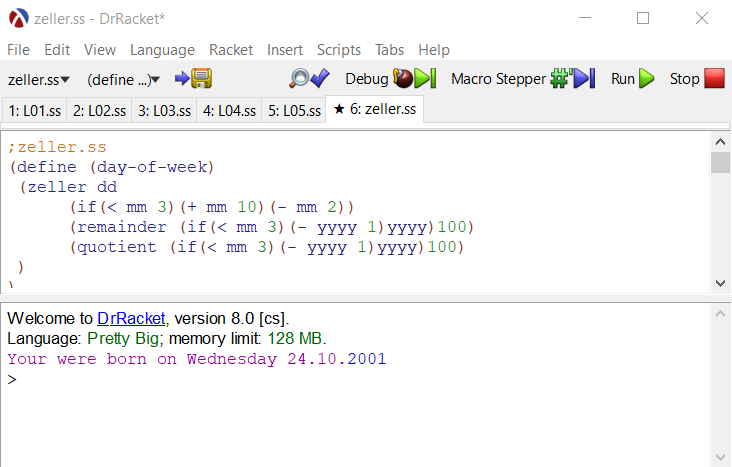 zeller.ss - DrRacket*
File Edit View Language Racket Insert Scripts Tabs Help
zeller.ss▾ (define ...)▾ Debug Macro Stepper #' Run Stop
1: L01.ss 2: L02.ss 3: L03.ss 4: L04.ss 5: L05.ss ★ 6: zeller.ss
;zeller.ss
(define (day-of-week)
(zeller dd
(if(< mm 3)(+ mm 10)(- mm 2))
(remainder (if(< mm 3)(- yyyy 1)yyyy)100)
(quotient (if(< mm 3)(- yyyy 1)yyyy)100)
)
)
Welcome to DrRacket, version 8.0 [cs].
Language: Pretty Big; memory limit: 128 MB.
Your were born on Wednesday 24.10.2001
>